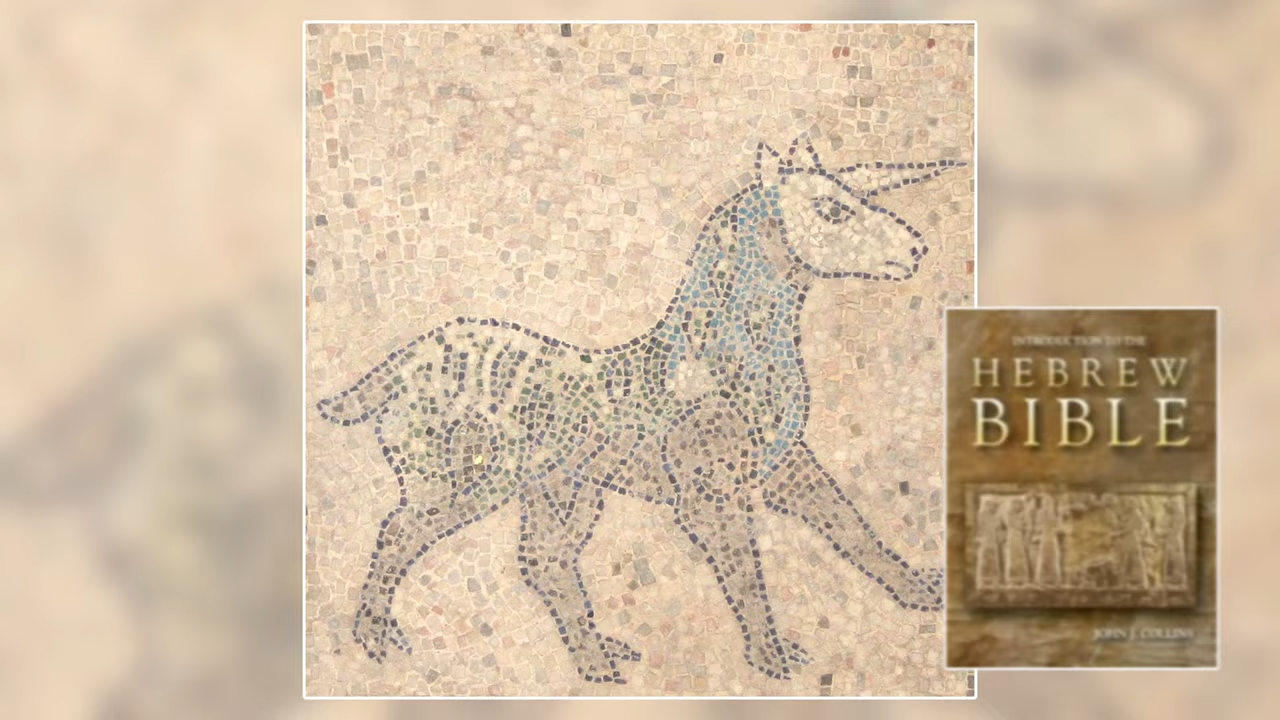 INTRODUCTION TO THE
HEBREW
BIBLE
JOHN J. COLLINS